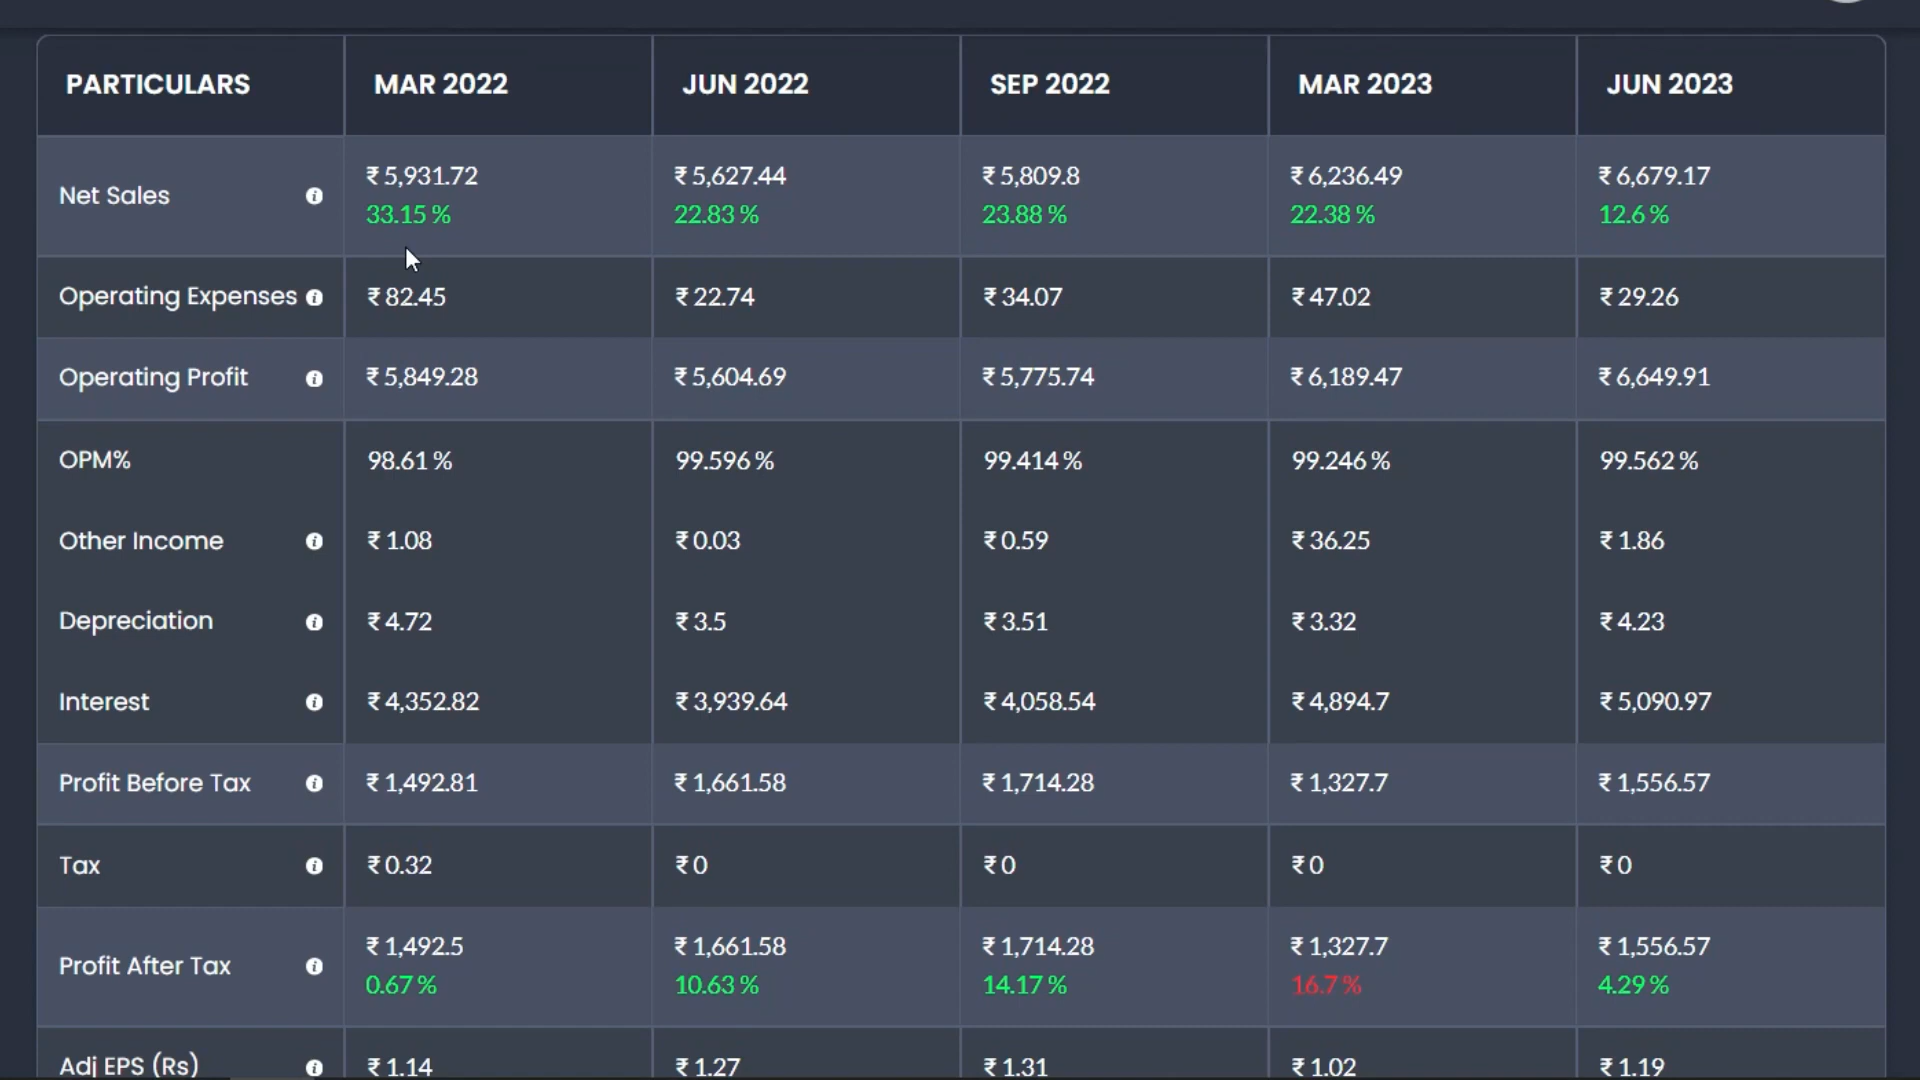 PARTICULARS MAR 2022 JUN 2022 SEP 2022 MAR 2023 JUN 2023
Net Sales ₹ 5,931.72 ₹ 5,627.44 ₹ 5,809.8 ₹ 6,236.49 ₹ 6,679.17
33.15 % 22.83 % 23.88 % 22.38 % 12.6 %
Operating Expenses ₹ 82.45 ₹ 22.74 ₹ 34.07 ₹ 47.02 ₹ 29.26
Operating Profit ₹ 5,849.28 ₹ 5,604.69 ₹ 5,775.74 ₹ 6,189.47 ₹ 6,649.91
OPM% 98.61 % 99.596 % 99.414 % 99.246 % 99.562 %
Other Income ₹ 1.08 ₹ 0.03 ₹ 0.59 ₹ 36.25 ₹ 1.86
Depreciation ₹ 4.72 ₹ 3.5 ₹ 3.51 ₹ 3.32 ₹ 4.23
Interest ₹ 4,352.82 ₹ 3,939.64 ₹ 4,058.54 ₹ 4,894.7 ₹ 5,090.97
Profit Before Tax ₹ 1,492.81 ₹ 1,661.58 ₹ 1,714.28 ₹ 1,327.7 ₹ 1,556.57
Tax ₹ 0.32 ₹ 0 ₹ 0 ₹ 0 ₹ 0
Profit After Tax ₹ 1,492.5 ₹ 1,661.58 ₹ 1,714.28 ₹ 1,327.7 ₹ 1,556.57
0.67 % 10.63 % 14.17 % 16.7 % 4.29 %
Adj EPS (Rs) ₹ 1.14 ₹ 1.27 ₹ 1.31 ₹ 1.02 ₹ 1.19